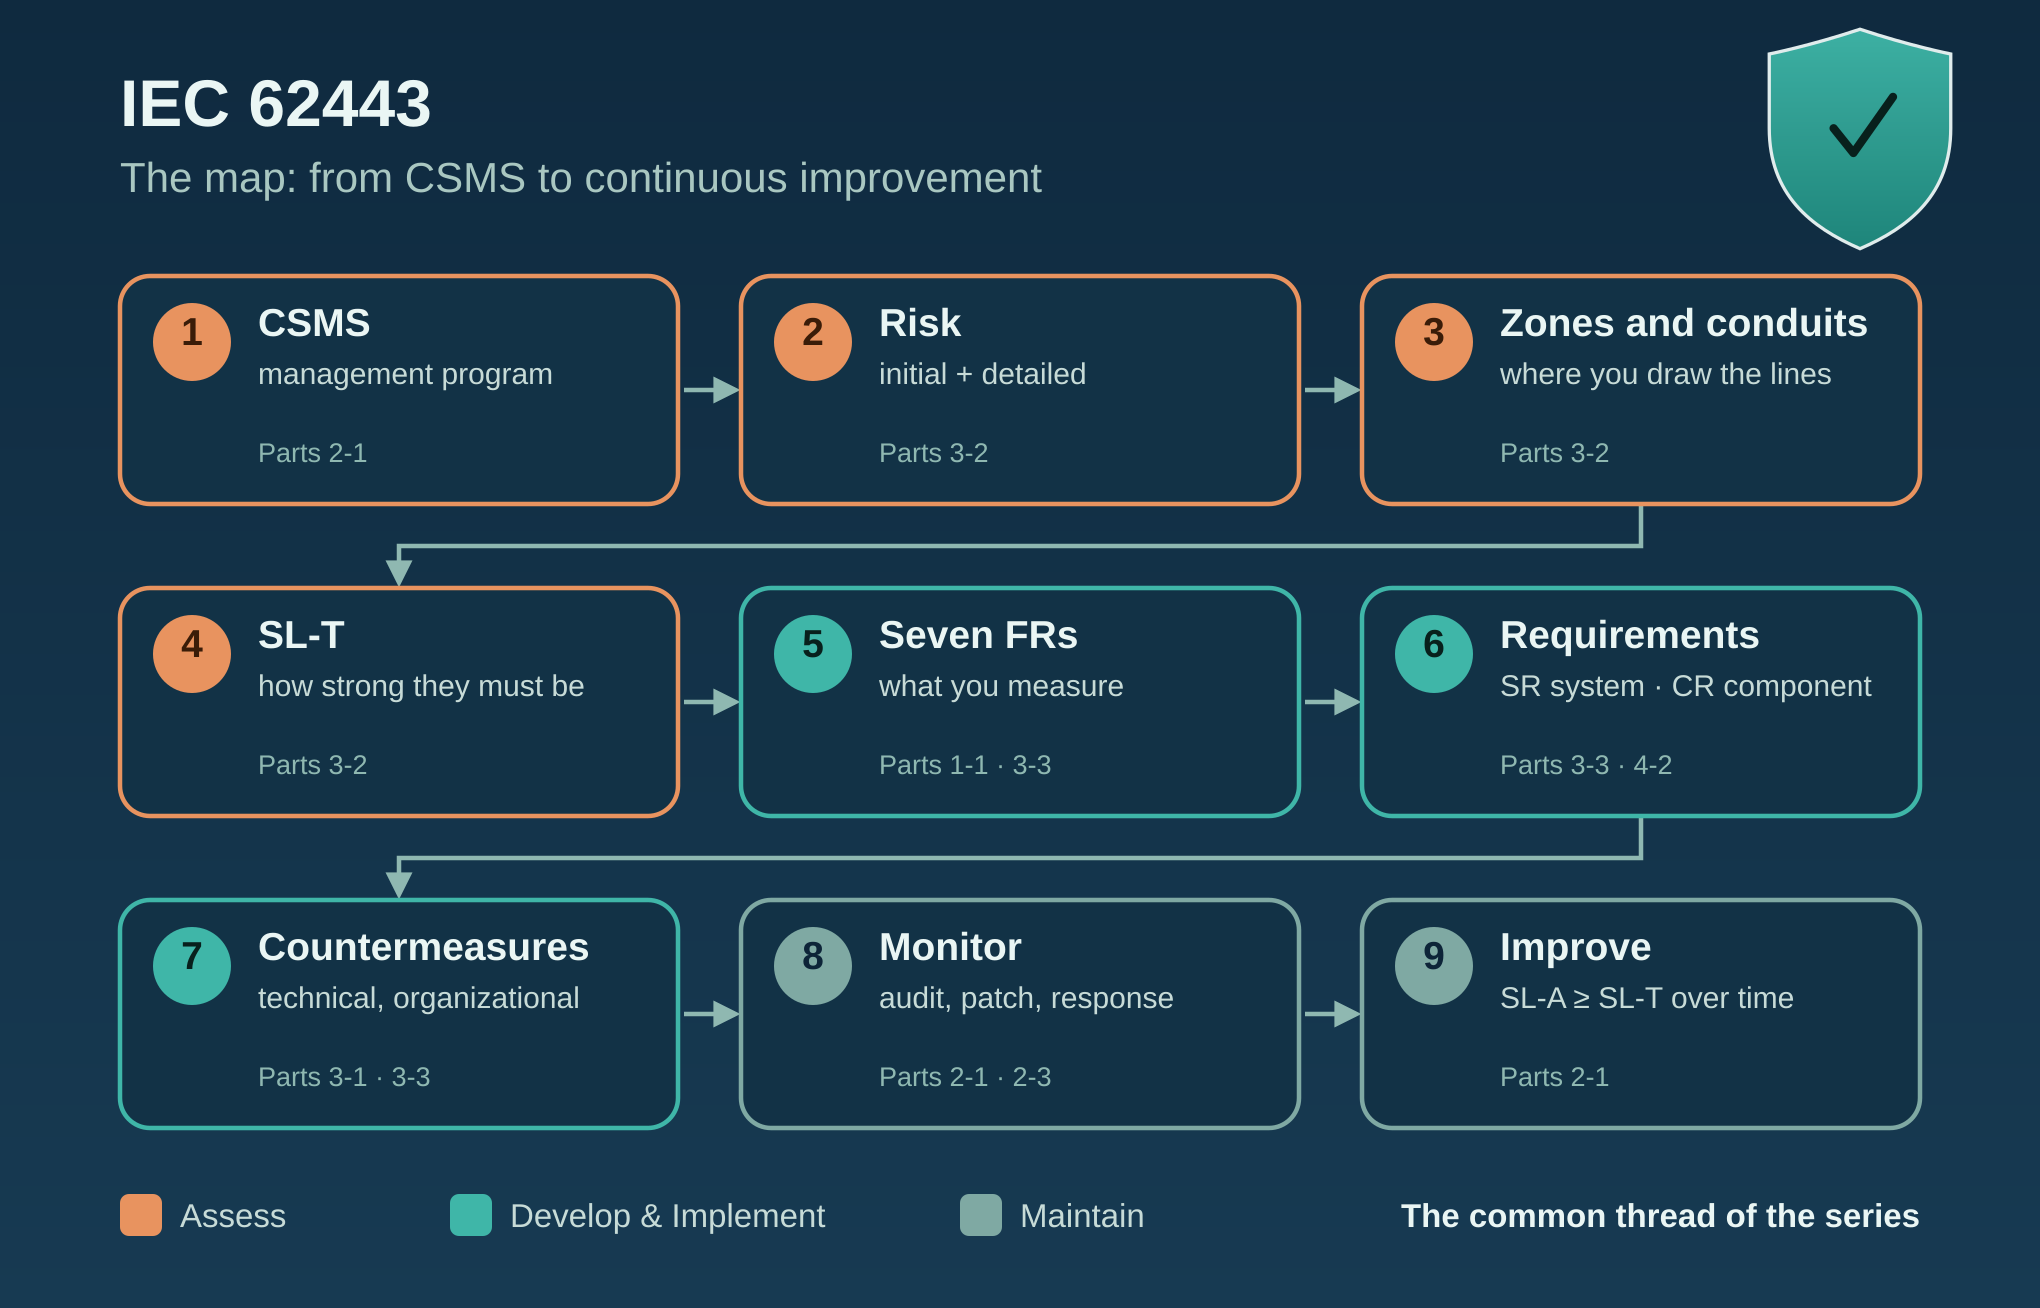 IEC 62443
The map: from CSMS to continuous improvement
1
CSMS
management program
Parts 2-1
2
Risk
initial + detailed
Parts 3-2
3
Zones and conduits
where you draw the lines
Parts 3-2
4
SL-T
how strong they must be
Parts 3-2
5
Seven FRs
what you measure
Parts 1-1 · 3-3
6
Requirements
SR system · CR component
Parts 3-3 · 4-2
7
Countermeasures
technical, organizational
Parts 3-1 · 3-3
8
Monitor
audit, patch, response
Parts 2-1 · 2-3
9
Improve
SL-A ≥ SL-T over time
Parts 2-1
Assess
Develop & Implement
Maintain
The common thread of the series